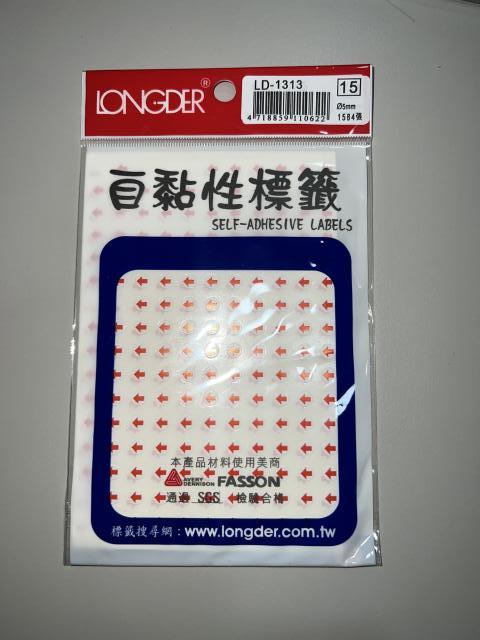 LONGDER®
LD-1313
15
4 718859 110622
Ø5mm
1584張
自黏性標籤
SELF-ADHESIVE LABELS
本產品材料使用美商
AVERY DENNISON FASSON
通過 SGS 檢驗合格
標籤搜尋網：www.longder.com.tw